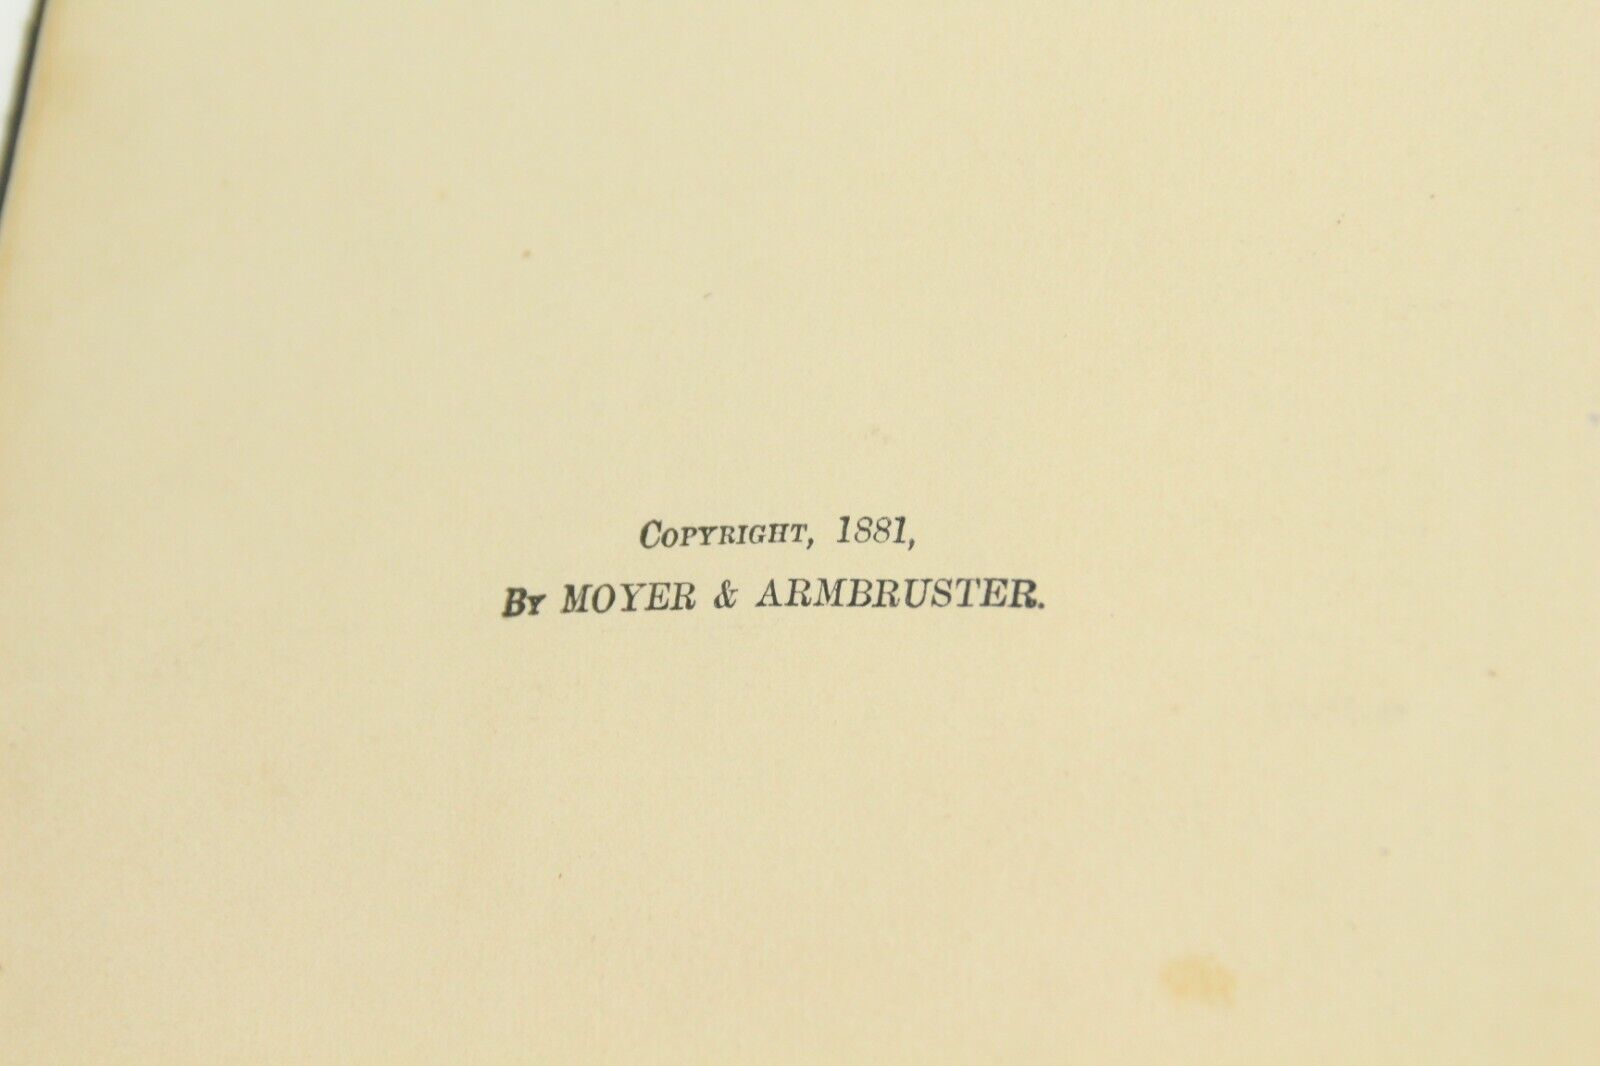 Copyright, 1881,
By MOYER & ARMBRUSTER.